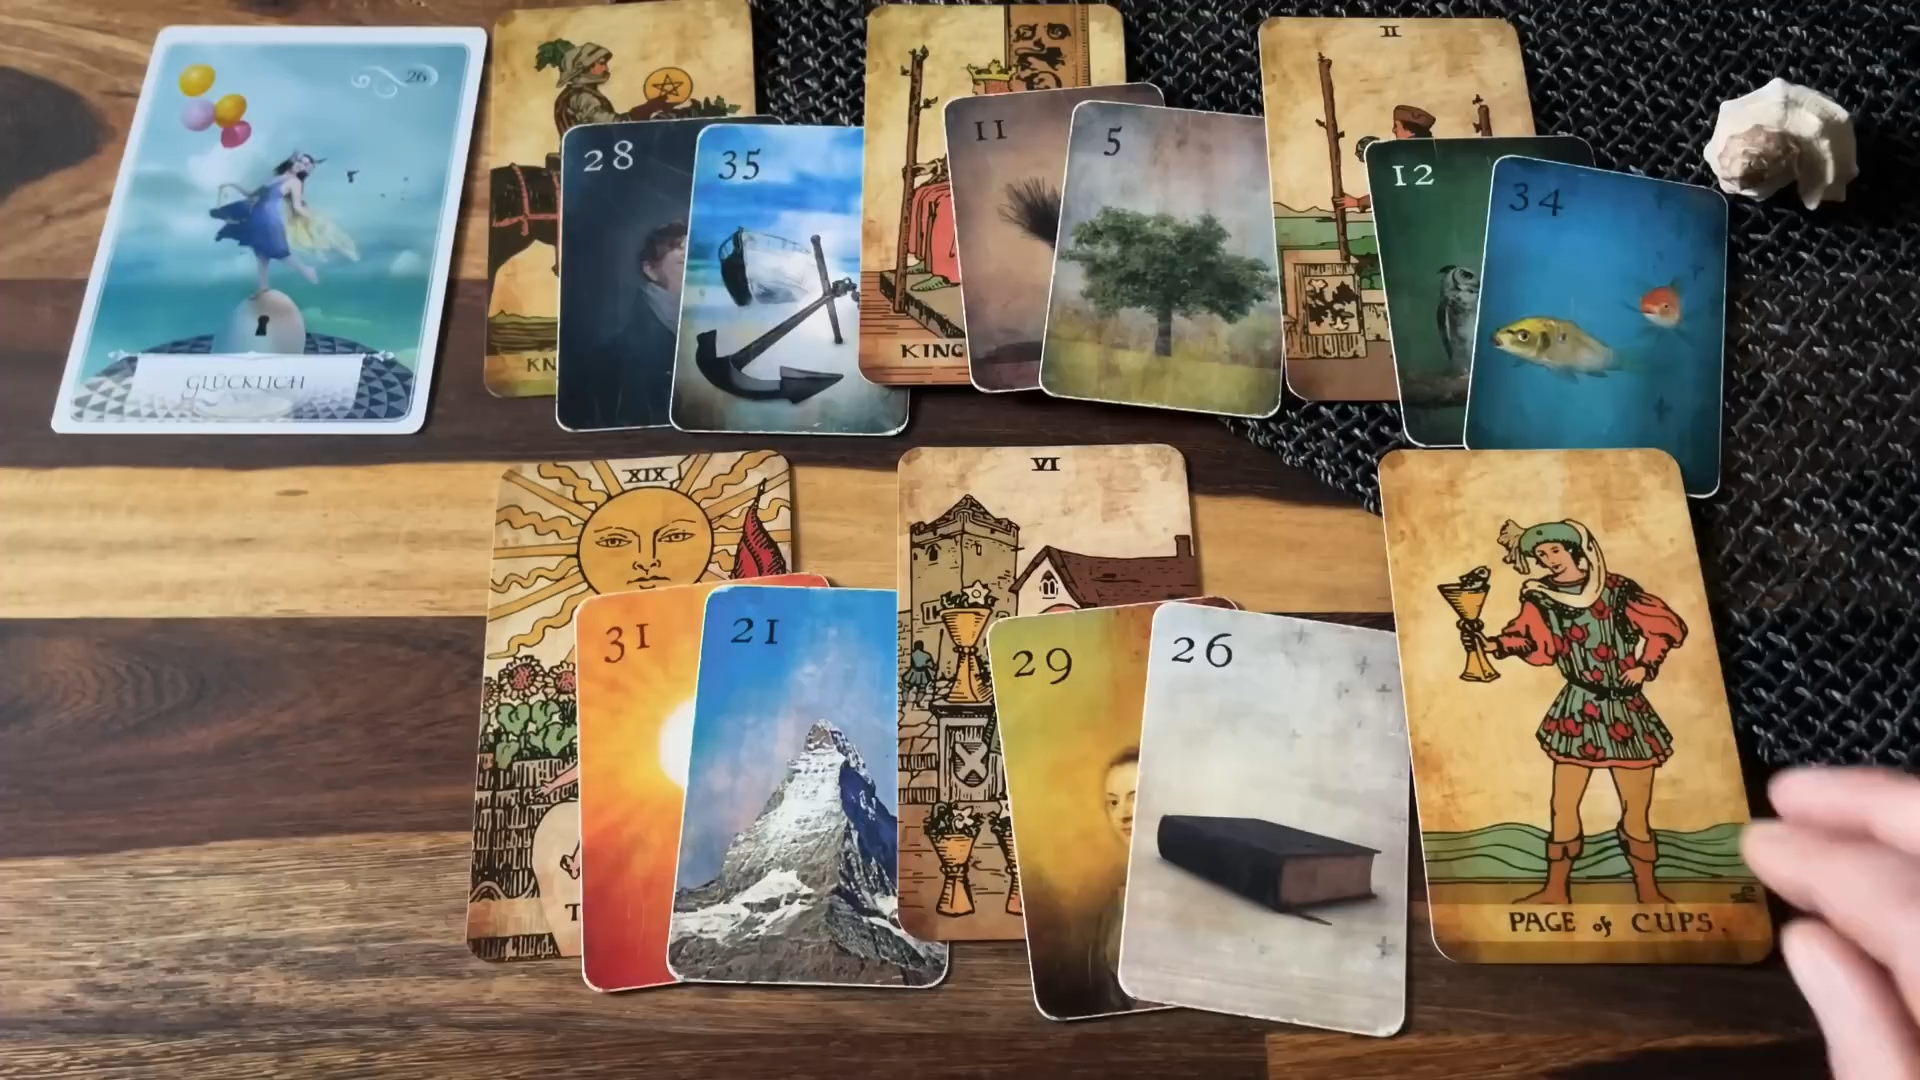 26
GLÜCKLICH
KN
28
35
KING
11
5
II
12
34
XIX
T
31
21
VI
29
26
PAGE of CUPS.